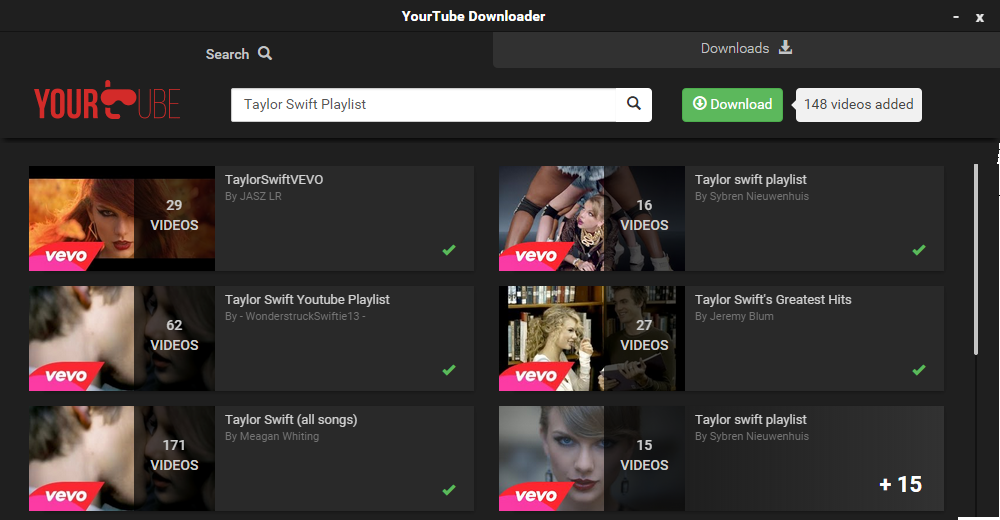 YourTube Downloader
- x
Search
Downloads
YOURTUBE
Taylor Swift Playlist
Download
148 videos added
29
VIDEOS
vevo
TaylorSwiftVEVO
By JASZ LR
16
VIDEOS
vevo
Taylor swift playlist
By Sybren Nieuwenhuis
62
VIDEOS
vevo
Taylor Swift Youtube Playlist
By - WonderstruckSwiftie13 -
27
VIDEOS
vevo
Taylor Swift's Greatest Hits
By Jeremy Blum
171
VIDEOS
vevo
Taylor Swift (all songs)
By Meagan Whiting
15
VIDEOS
vevo
Taylor swift playlist
By Sybren Nieuwenhuis
+ 15